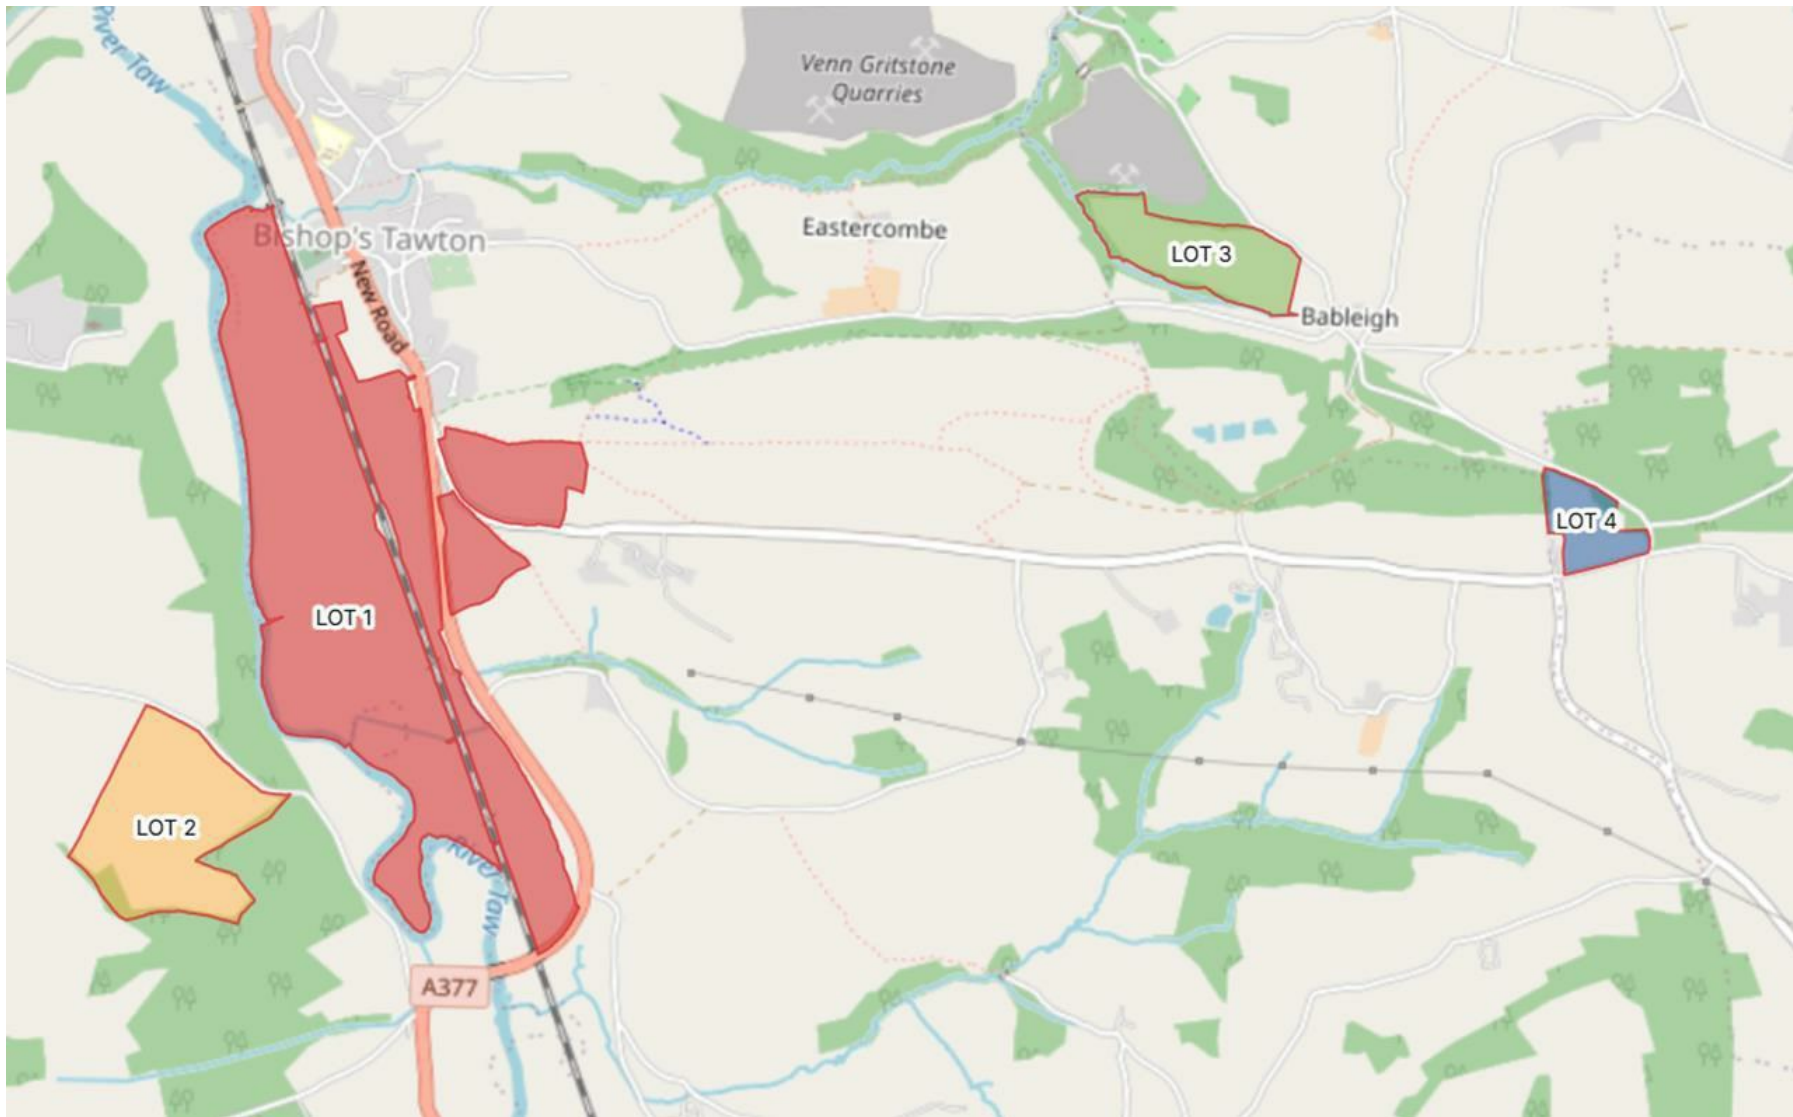 River Taw
Venn Gritstone
Quarries
Bishop's Tawton
Eastercombe
LOT 3
New Road
Bableigh
LOT 4
LOT 1
LOT 2
River Taw
A377